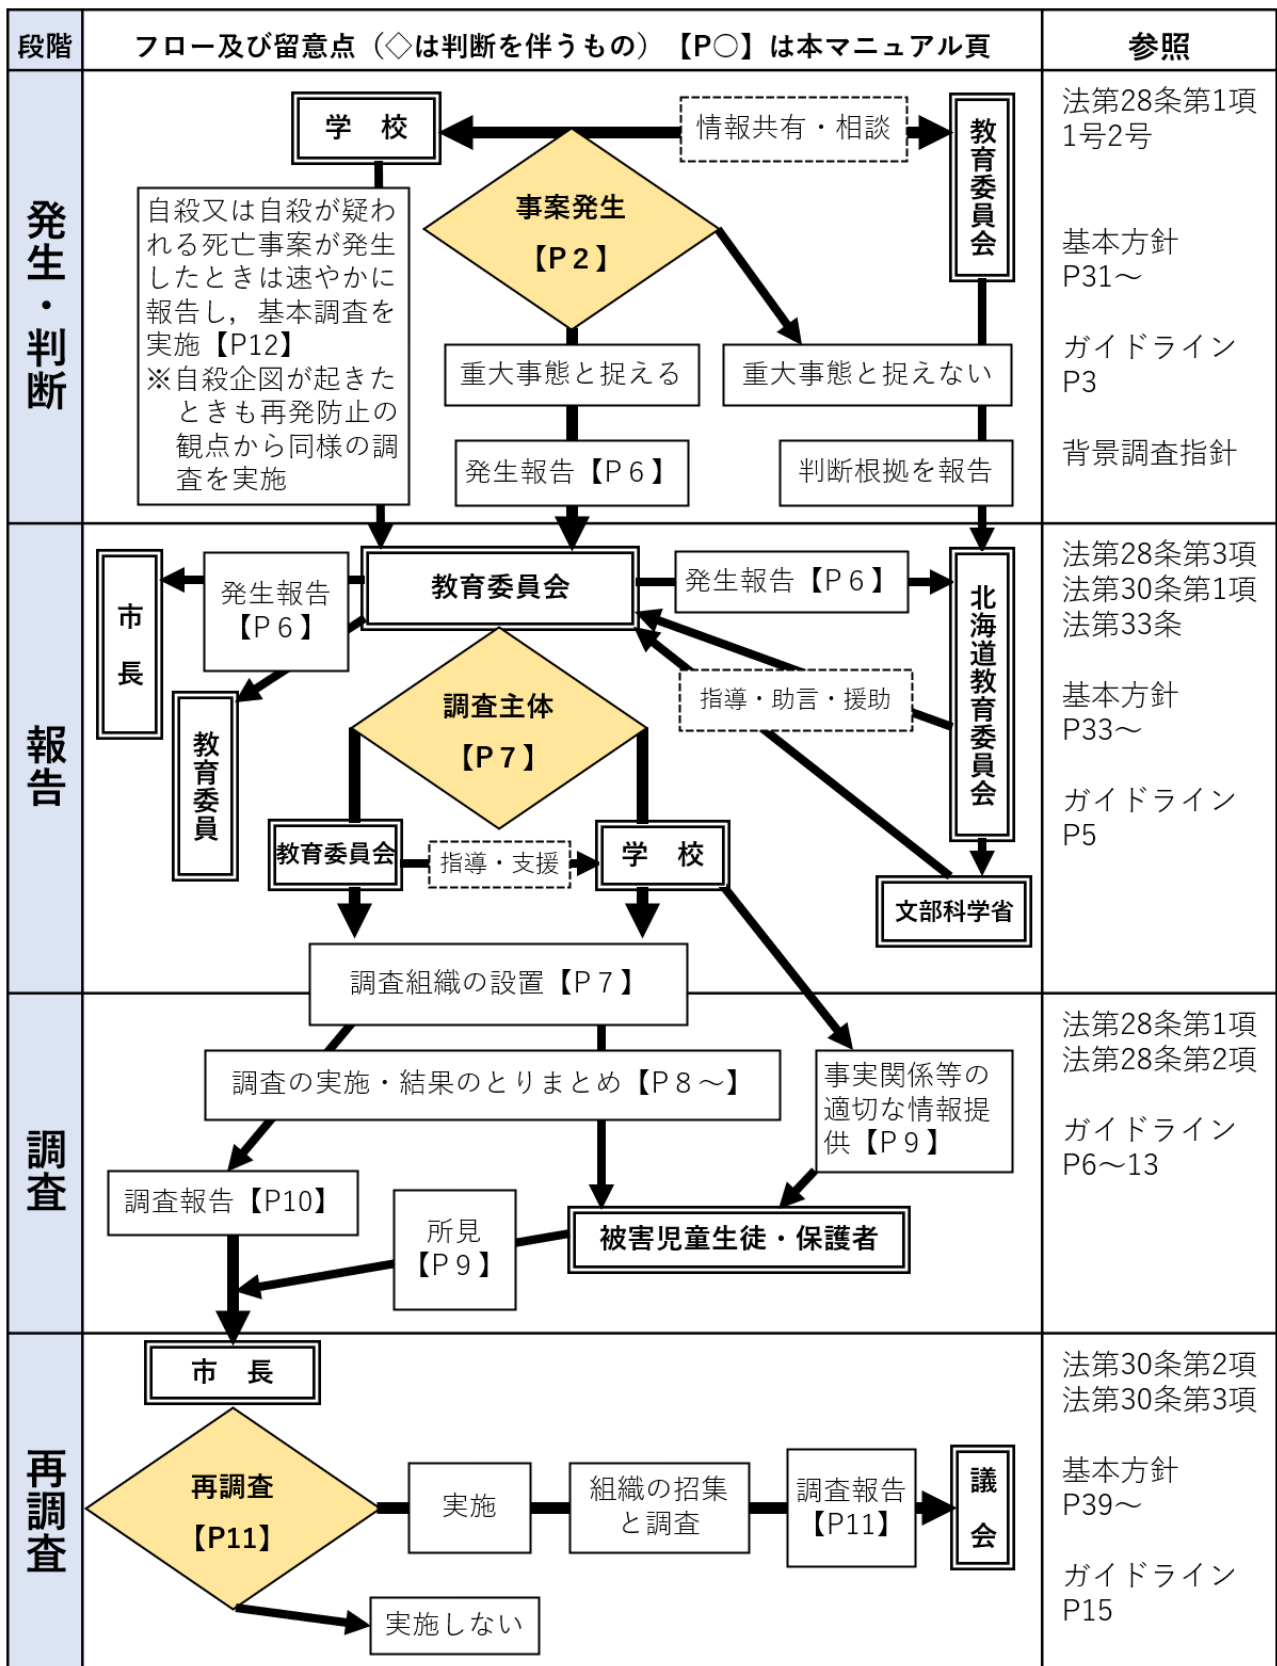 段階
フロー及び留意点（◇は判断を伴うもの）【P○】は本マニュアル頁
参照
発生・判断
学　校
情報共有・相談
教育委員会
事案発生
【P２】
自殺又は自殺が疑わ
れる死亡事案が発生
したときは速やかに
報告し，基本調査を
実施【P12】
※自殺企図が起きた
ときも再発防止の
観点から同様の調
査を実施
重大事態と捉える
重大事態と捉えない
発生報告【P６】
判断根拠を報告
法第28条第1項
1号2号
基本方針
P31～
ガイドライン
P3
背景調査指針
報告
市長
発生報告
【P６】
教育委員会
発生報告【P６】
北海道教育委員会
教育委員
調査主体
【P７】
指導・助言・援助
教育委員会
指導・支援
学　校
文部科学省
調査組織の設置【P７】
法第28条第3項
法第30条第1項
法第33条
基本方針
P33～
ガイドライン
P5
調査
調査の実施・結果のとりまとめ【P８～】
事実関係等の
適切な情報提
供【P９】
調査報告【P10】
所見
【P９】
被害児童生徒・保護者
法第28条第1項
法第28条第2項
ガイドライン
P6～13
再調査
市　長
再調査
【P11】
実施
組織の招集
と調査
調査報告
【P11】
議会
実施しない
法第30条第2項
法第30条第3項
基本方針
P39～
ガイドライン
P15